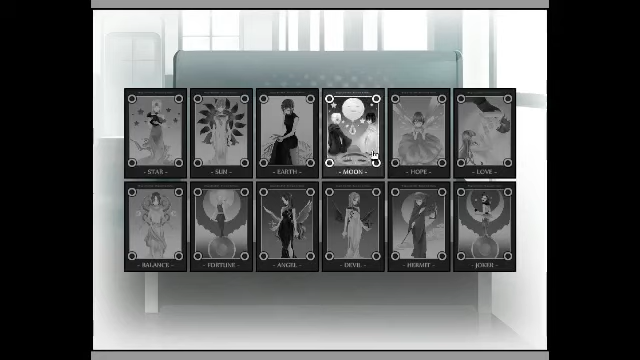 - STAR -
- SUN -
- EARTH -
- MOON -
- HOPE -
- LOVE -
- BALANCE -
- FORTUNE -
- ANGEL -
- DEVIL -
- HERMIT -
- JOKER -